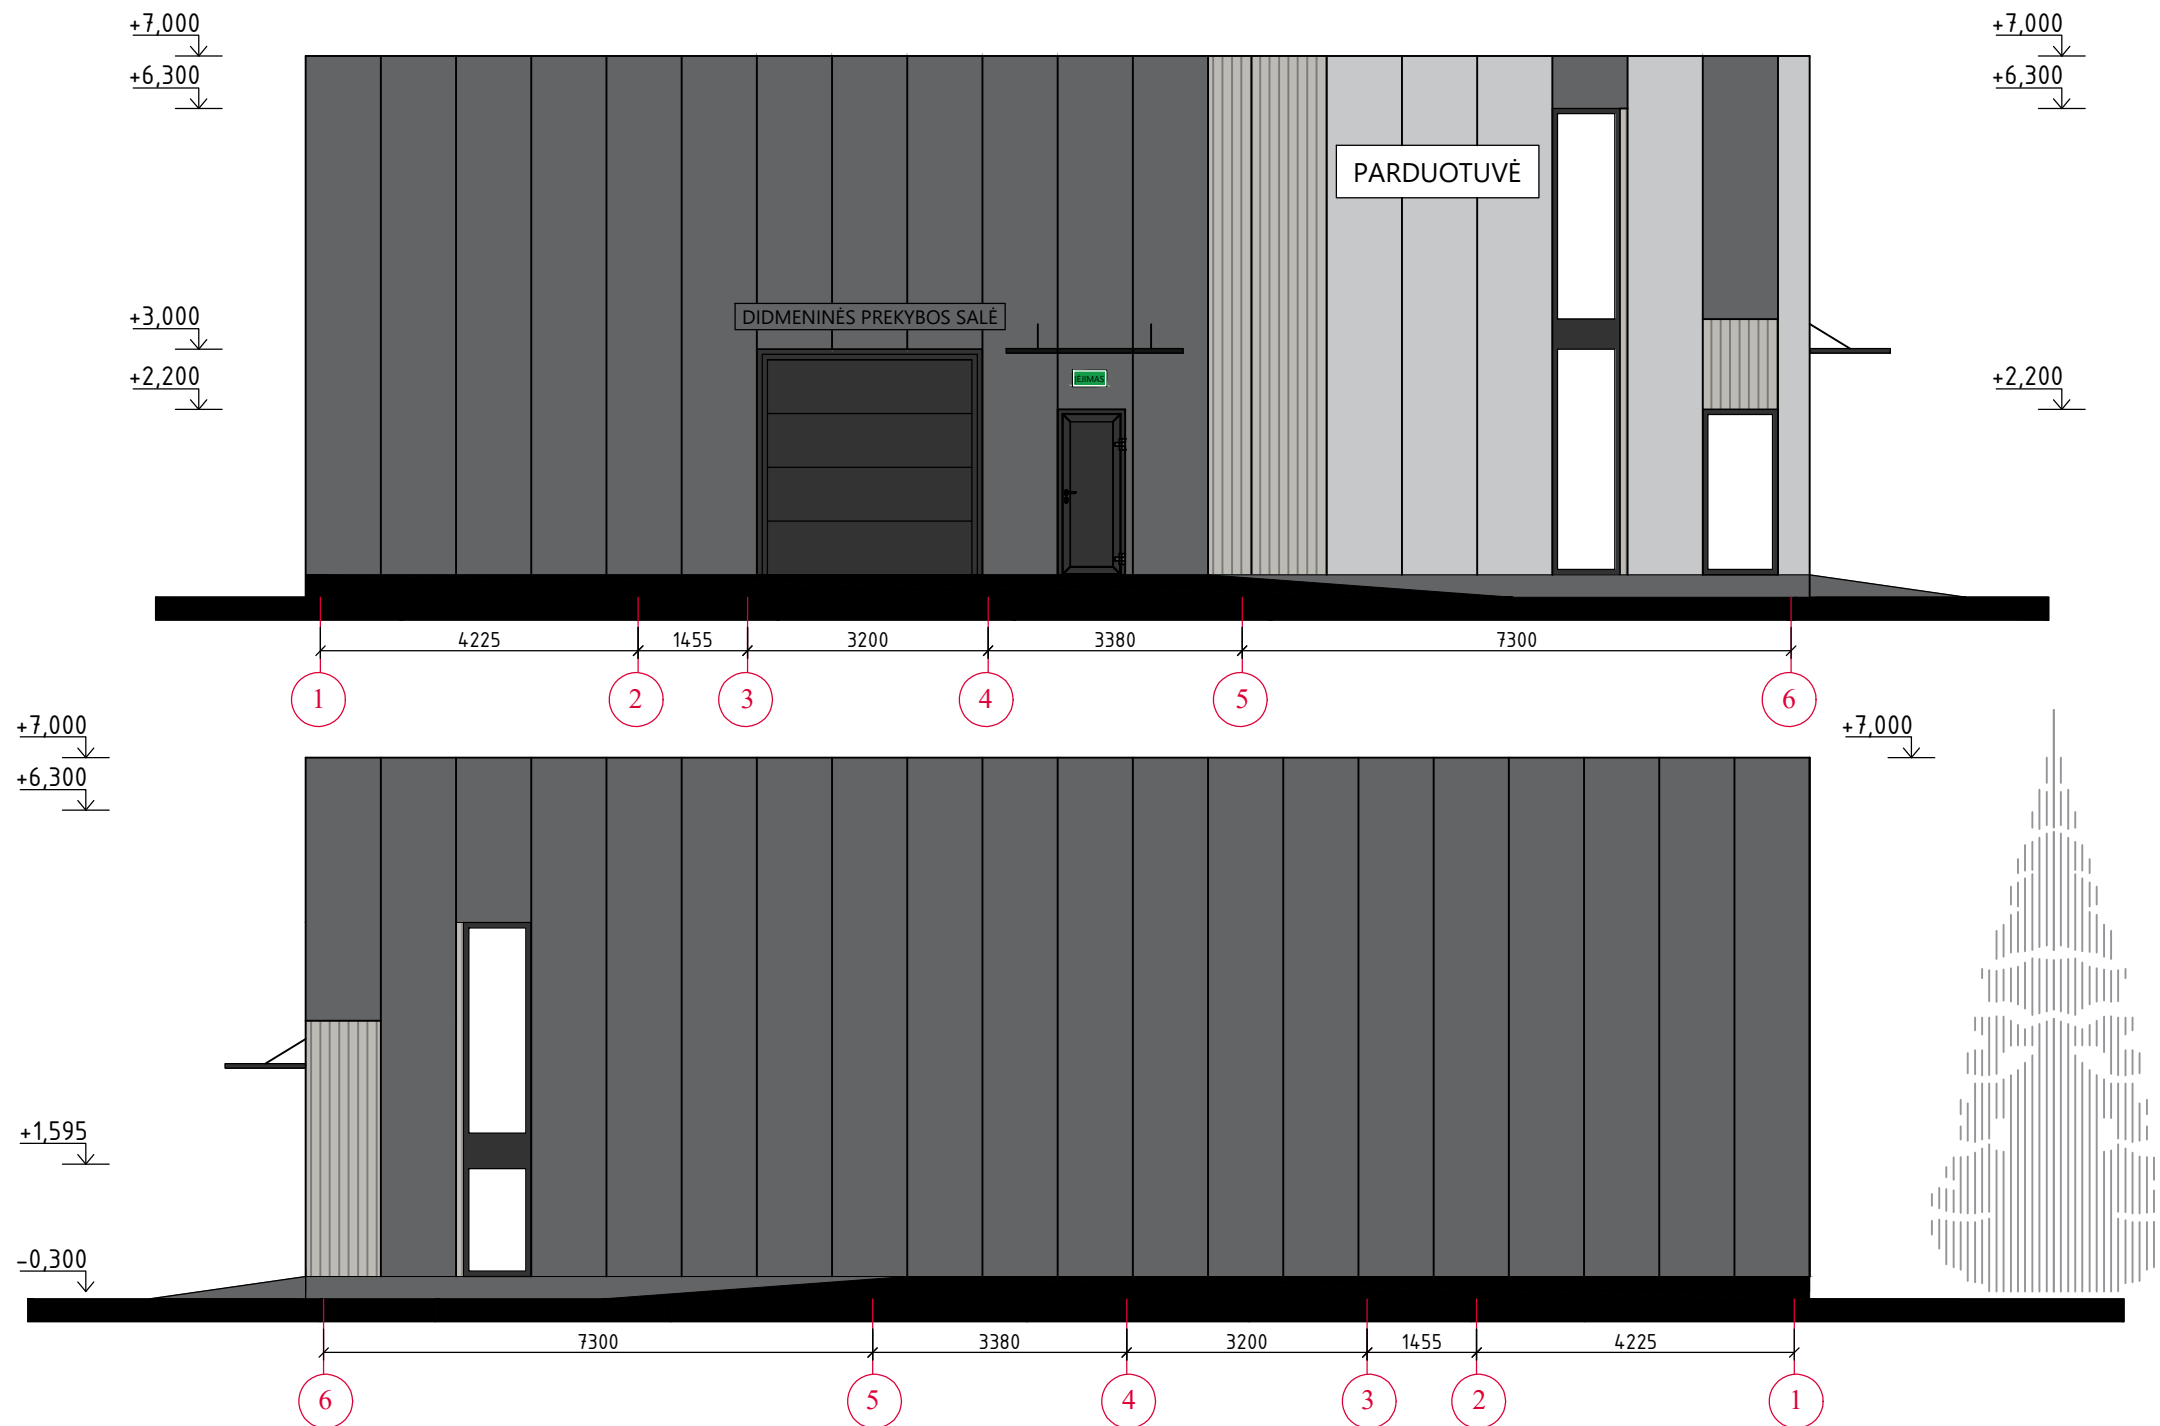 +7,000
+7,000
+6,300
+6,300
PARDUOTUVĖ
+3,000
DIDMENINĖS PREKYBOS SALĖ
+2,200
ĮĖJIMAS
+2,200
4225 1455 3200 3380 7300
1 2 3 4 5 6
+7,000
+7,000
+6,300
+1,595
-0,300
7300 3380 3200 1455 4225
6 5 4 3 2 1